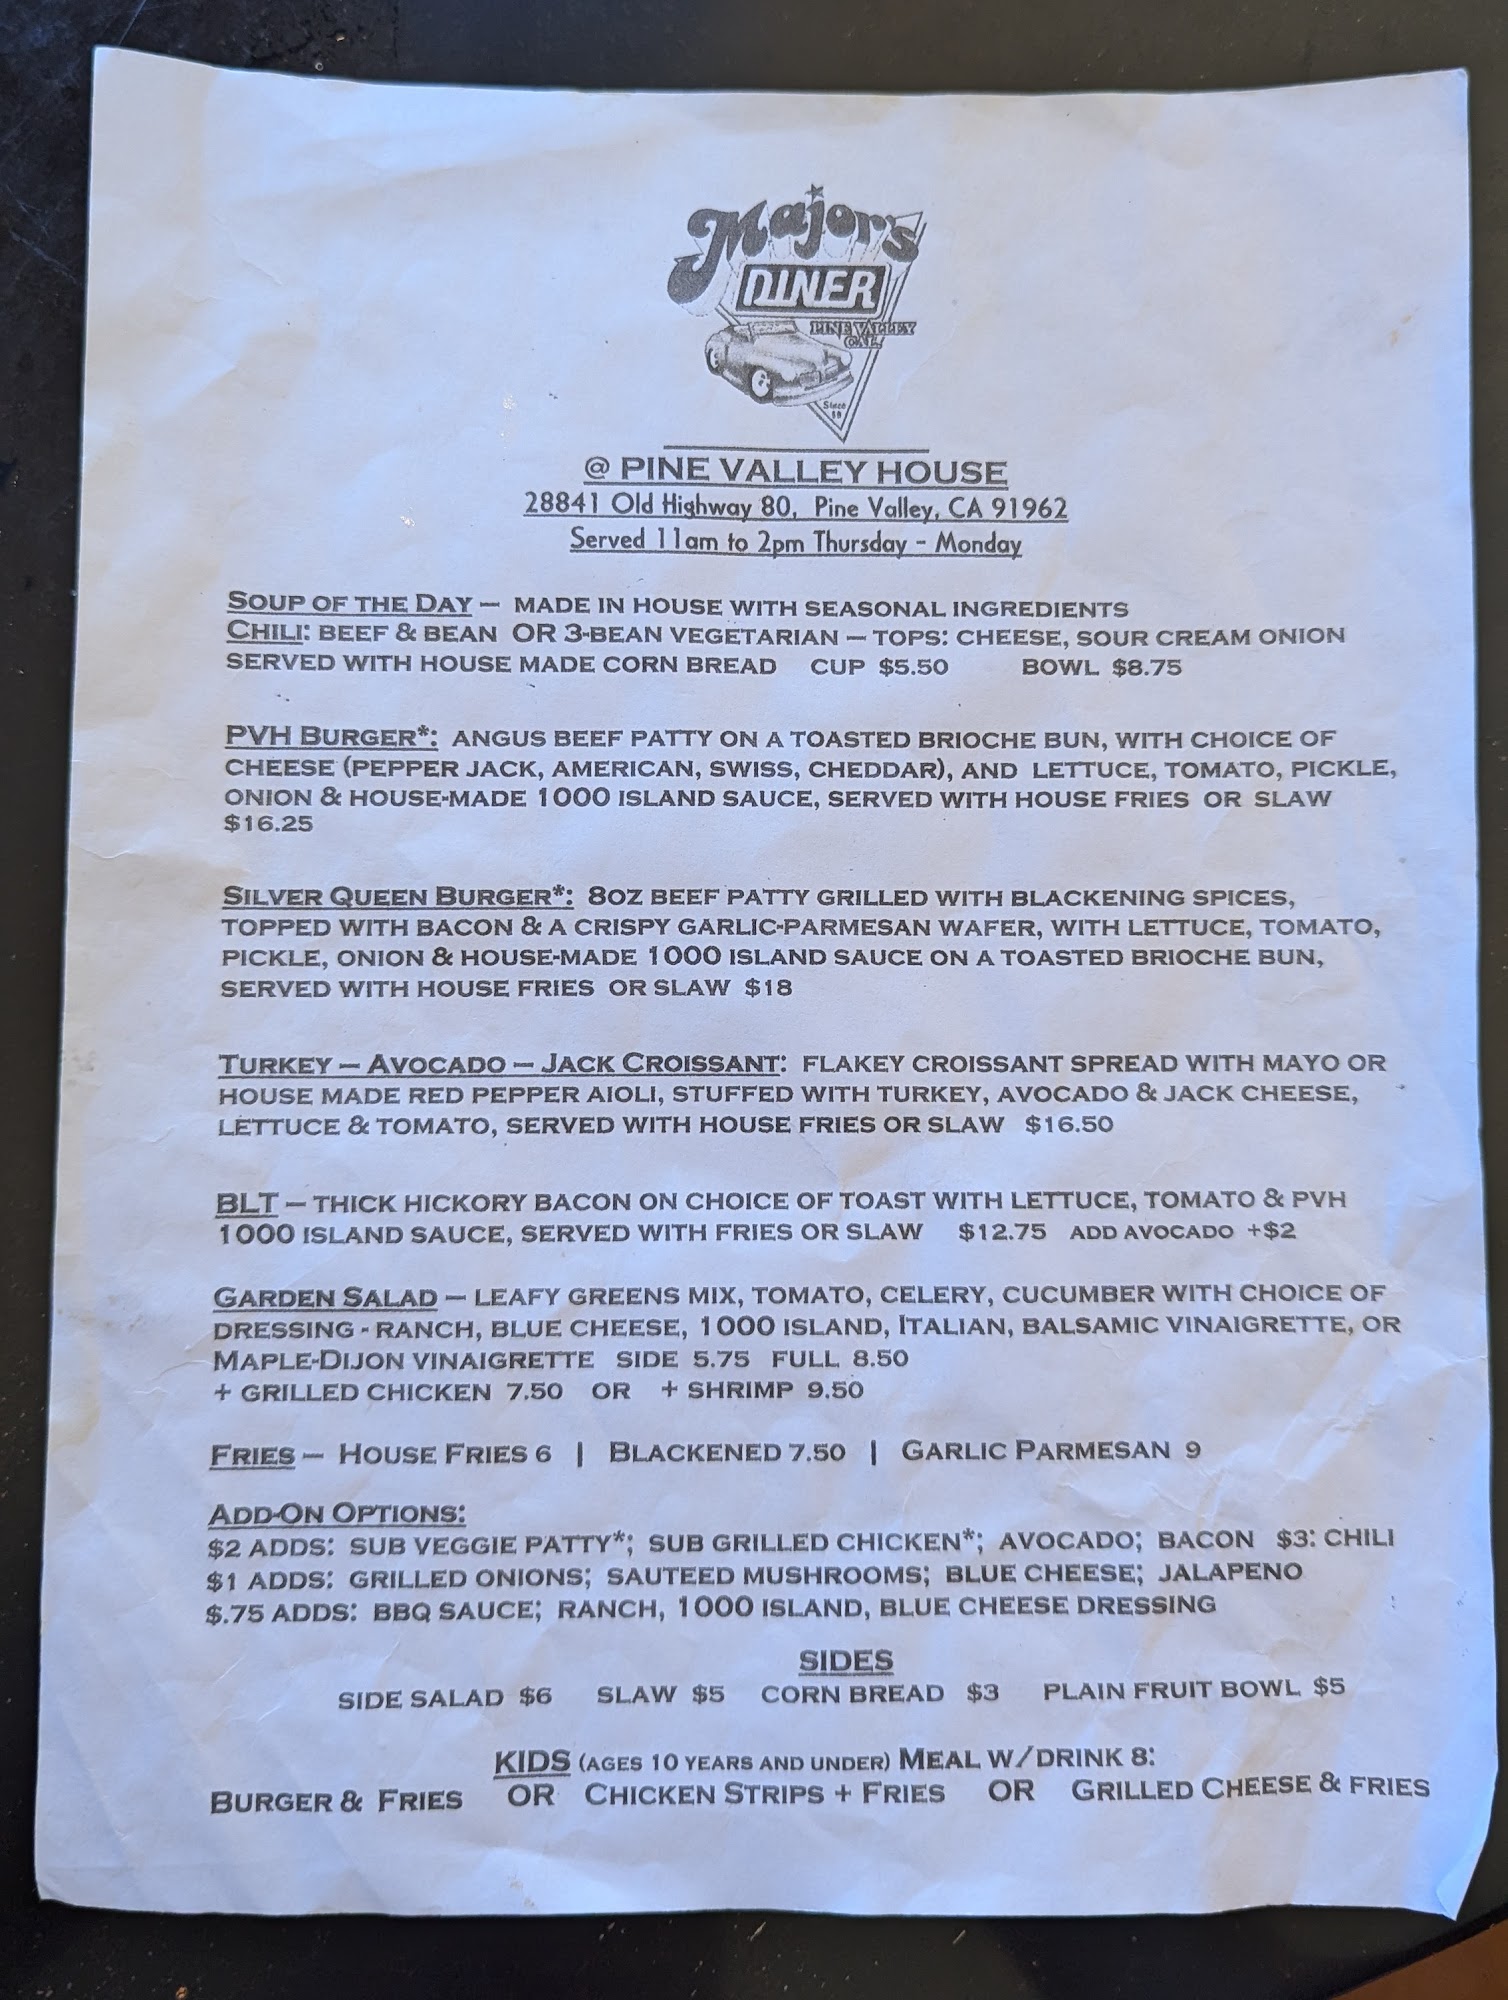 Major's
DINER
PINE VALLEY
CAL.
Since
@ PINE VALLEY HOUSE
28841 Old Highway 80, Pine Valley, CA 91962
Served 11am to 2pm Thursday - Monday
SOUP OF THE DAY – MADE IN HOUSE WITH SEASONAL INGREDIENTS
CHILI: BEEF & BEAN OR 3-BEAN VEGETARIAN – TOPS: CHEESE, SOUR CREAM ONION
SERVED WITH HOUSE MADE CORN BREAD CUP $5.50 BOWL $8.75
PVH BURGER*: ANGUS BEEF PATTY ON A TOASTED BRIOCHE BUN, WITH CHOICE OF
CHEESE (PEPPER JACK, AMERICAN, SWISS, CHEDDAR), AND LETTUCE, TOMATO, PICKLE,
ONION & HOUSE-MADE 1000 ISLAND SAUCE, SERVED WITH HOUSE FRIES OR SLAW
$16.25
SILVER QUEEN BURGER*: 8OZ BEEF PATTY GRILLED WITH BLACKENING SPICES,
TOPPED WITH BACON & A CRISPY GARLIC-PARMESAN WAFER, WITH LETTUCE, TOMATO,
PICKLE, ONION & HOUSE-MADE 1000 ISLAND SAUCE ON A TOASTED BRIOCHE BUN,
SERVED WITH HOUSE FRIES OR SLAW $18
TURKEY – AVOCADO – JACK CROISSANT: FLAKEY CROISSANT SPREAD WITH MAYO OR
HOUSE MADE RED PEPPER AIOLI, STUFFED WITH TURKEY, AVOCADO & JACK CHEESE,
LETTUCE & TOMATO, SERVED WITH HOUSE FRIES OR SLAW $16.50
BLT – THICK HICKORY BACON ON CHOICE OF TOAST WITH LETTUCE, TOMATO & PVH
1000 ISLAND SAUCE, SERVED WITH FRIES OR SLAW $12.75 ADD AVOCADO +$2
GARDEN SALAD – LEAFY GREENS MIX, TOMATO, CELERY, CUCUMBER WITH CHOICE OF
DRESSING - RANCH, BLUE CHEESE, 1000 ISLAND, ITALIAN, BALSAMIC VINAIGRETTE, OR
MAPLE-DIJON VINAIGRETTE SIDE 5.75 FULL 8.50
+ GRILLED CHICKEN 7.50 OR + SHRIMP 9.50
FRIES – HOUSE FRIES 6 | BLACKENED 7.50 | GARLIC PARMESAN 9
ADD-ON OPTIONS:
$2 ADDS: SUB VEGGIE PATTY*; SUB GRILLED CHICKEN*; AVOCADO; BACON $3: CHILI
$1 ADDS: GRILLED ONIONS; SAUTEED MUSHROOMS; BLUE CHEESE; JALAPENO
$.75 ADDS: BBQ SAUCE; RANCH, 1000 ISLAND, BLUE CHEESE DRESSING
SIDES
SIDE SALAD $6 SLAW $5 CORN BREAD $3 PLAIN FRUIT BOWL $5
KIDS (AGES 10 YEARS AND UNDER) MEAL W/DRINK 8:
BURGER & FRIES OR CHICKEN STRIPS + FRIES OR GRILLED CHEESE & FRIES